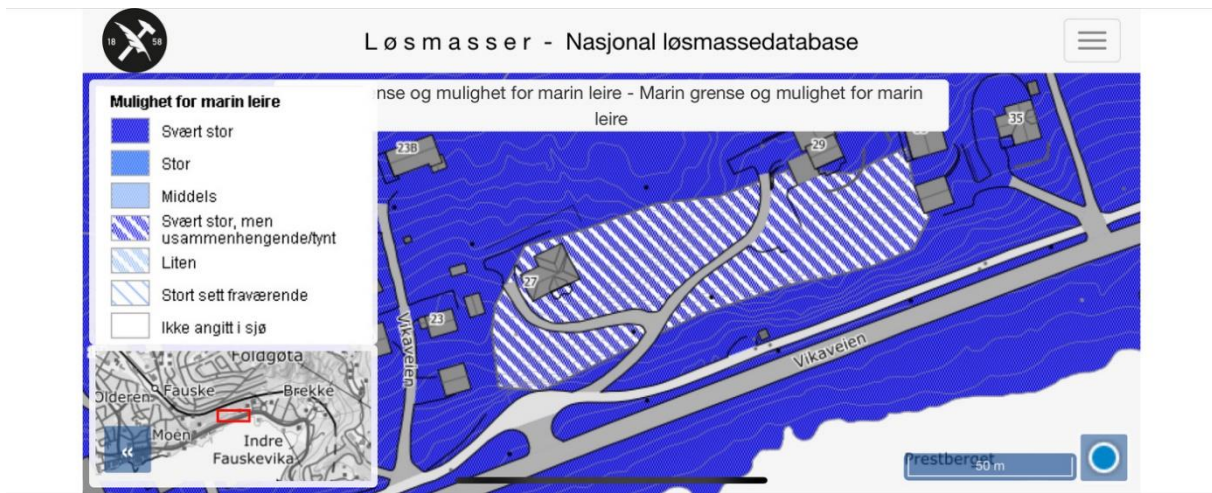 18 58
L ø s m a s s e r - Nasjonal løsmassedatabase
nse og mulighet for marin leire - Marin grense og mulighet for marin
leire
Mulighet for marin leire
Svært stor
Stor
Middels
Svært stor, men
usammenhengende/tynt
Liten
Stort sett fraværende
Ikke angitt i sjø
23B
29
35
27
23
Vikaveien
Vikaveien
Prestberget
50 m
Foldgøta
Fauske
Brekke
Olderen
Moen
Indre
Fauskevika
«